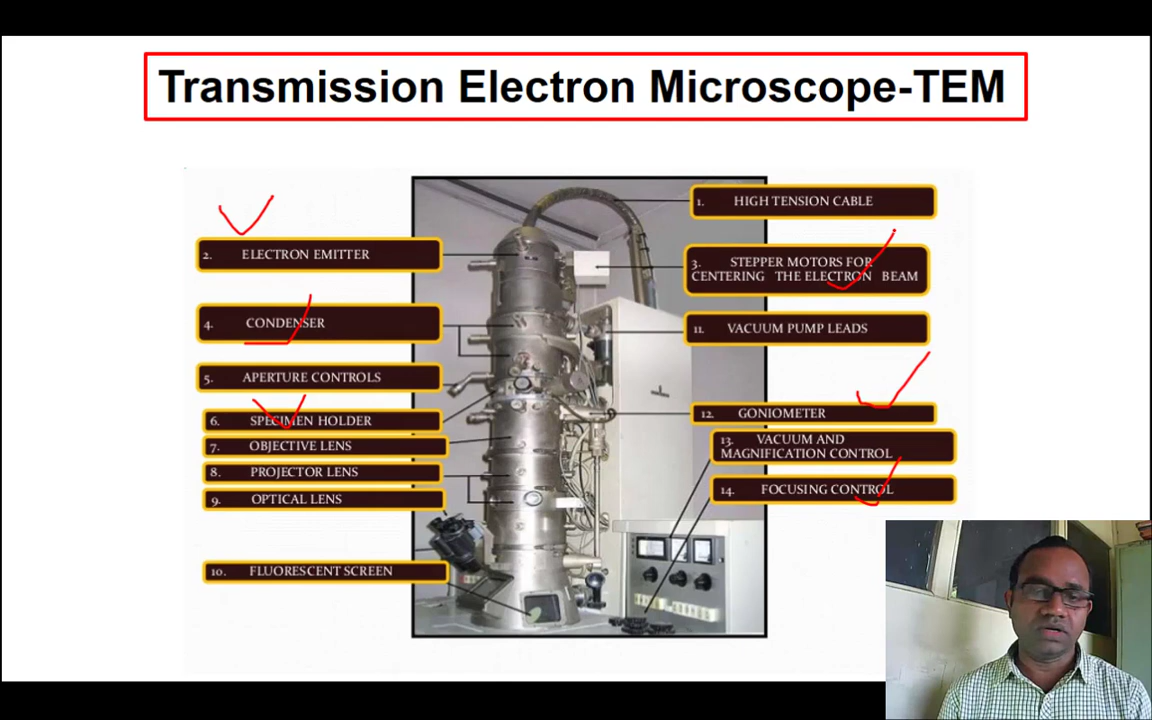 Transmission Electron Microscope-TEM
1. HIGH TENSION CABLE
2. ELECTRON EMITTER
3. STEPPER MOTORS FOR
CENTERING THE ELECTRON BEAM
4. CONDENSER
11. VACUUM PUMP LEADS
5. APERTURE CONTROLS
12. GONIOMETER
6. SPECIMEN HOLDER
13. VACUUM AND
MAGNIFICATION CONTROL
7. OBJECTIVE LENS
8. PROJECTOR LENS
14. FOCUSING CONTROL
9. OPTICAL LENS
10. FLUORESCENT SCREEN